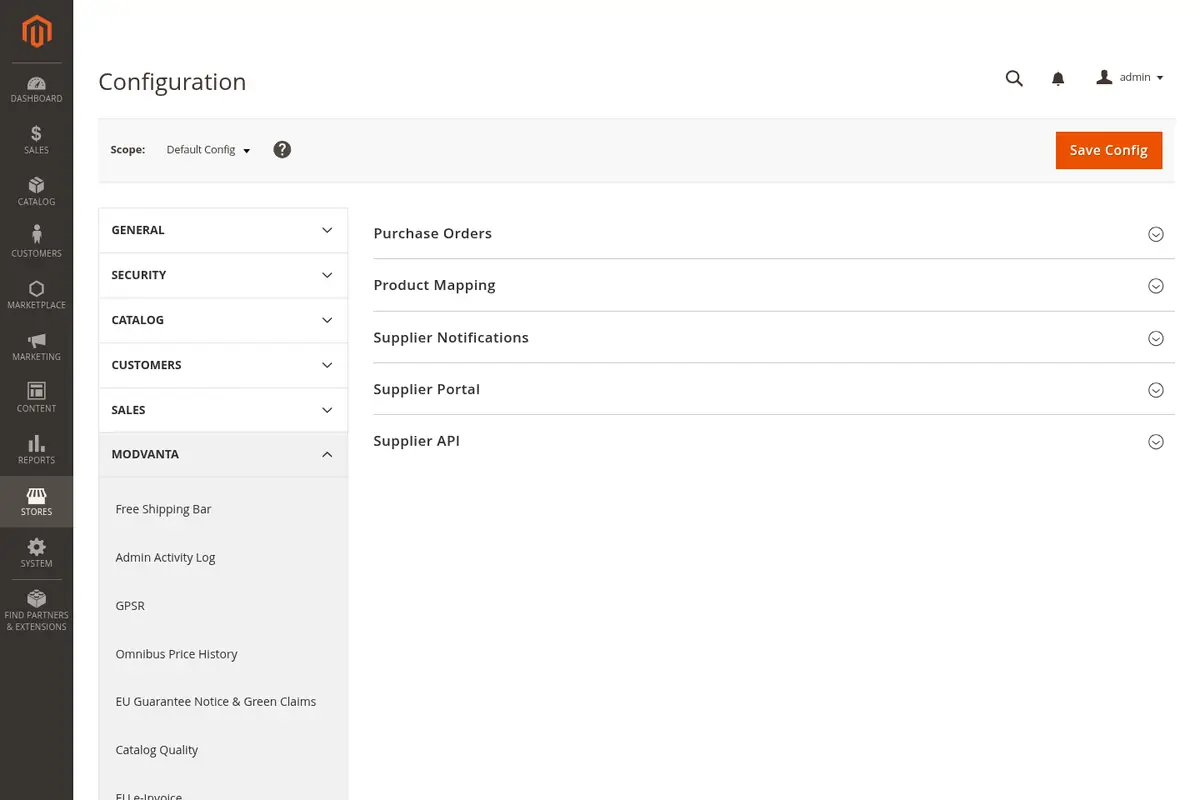 Configuration
admin
Scope:
Default Config
?
Save Config
DASHBOARD
$
SALES
CATALOG
CUSTOMERS
MARKETPLACE
MARKETING
CONTENT
REPORTS
STORES
SYSTEM
FIND PARTNERS
& EXTENSIONS
GENERAL
SECURITY
CATALOG
CUSTOMERS
SALES
MODVANTA
Free Shipping Bar
Admin Activity Log
GPSR
Omnibus Price History
EU Guarantee Notice & Green Claims
Catalog Quality
EU e-Invoice
Purchase Orders
Product Mapping
Supplier Notifications
Supplier Portal
Supplier API